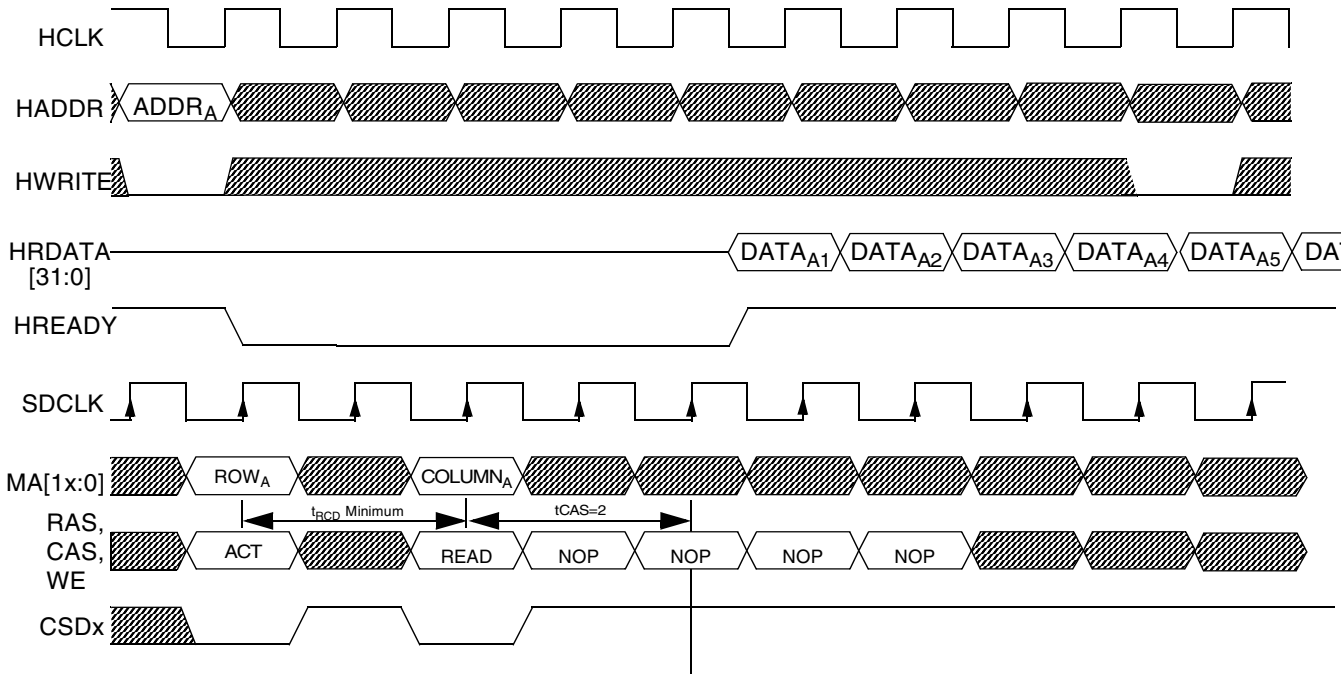 HCLK
HADDR ADDRA
HWRITE
HRDATA DATAA1 DATAA2 DATAA3 DATAA4 DATAA5 DAT
[31:0]
HREADY
SDCLK
MA[1x:0] ROWA COLUMNA
tRCD Minimum tCAS=2
RAS,
CAS, ACT READ NOP NOP NOP NOP
WE
CSDx